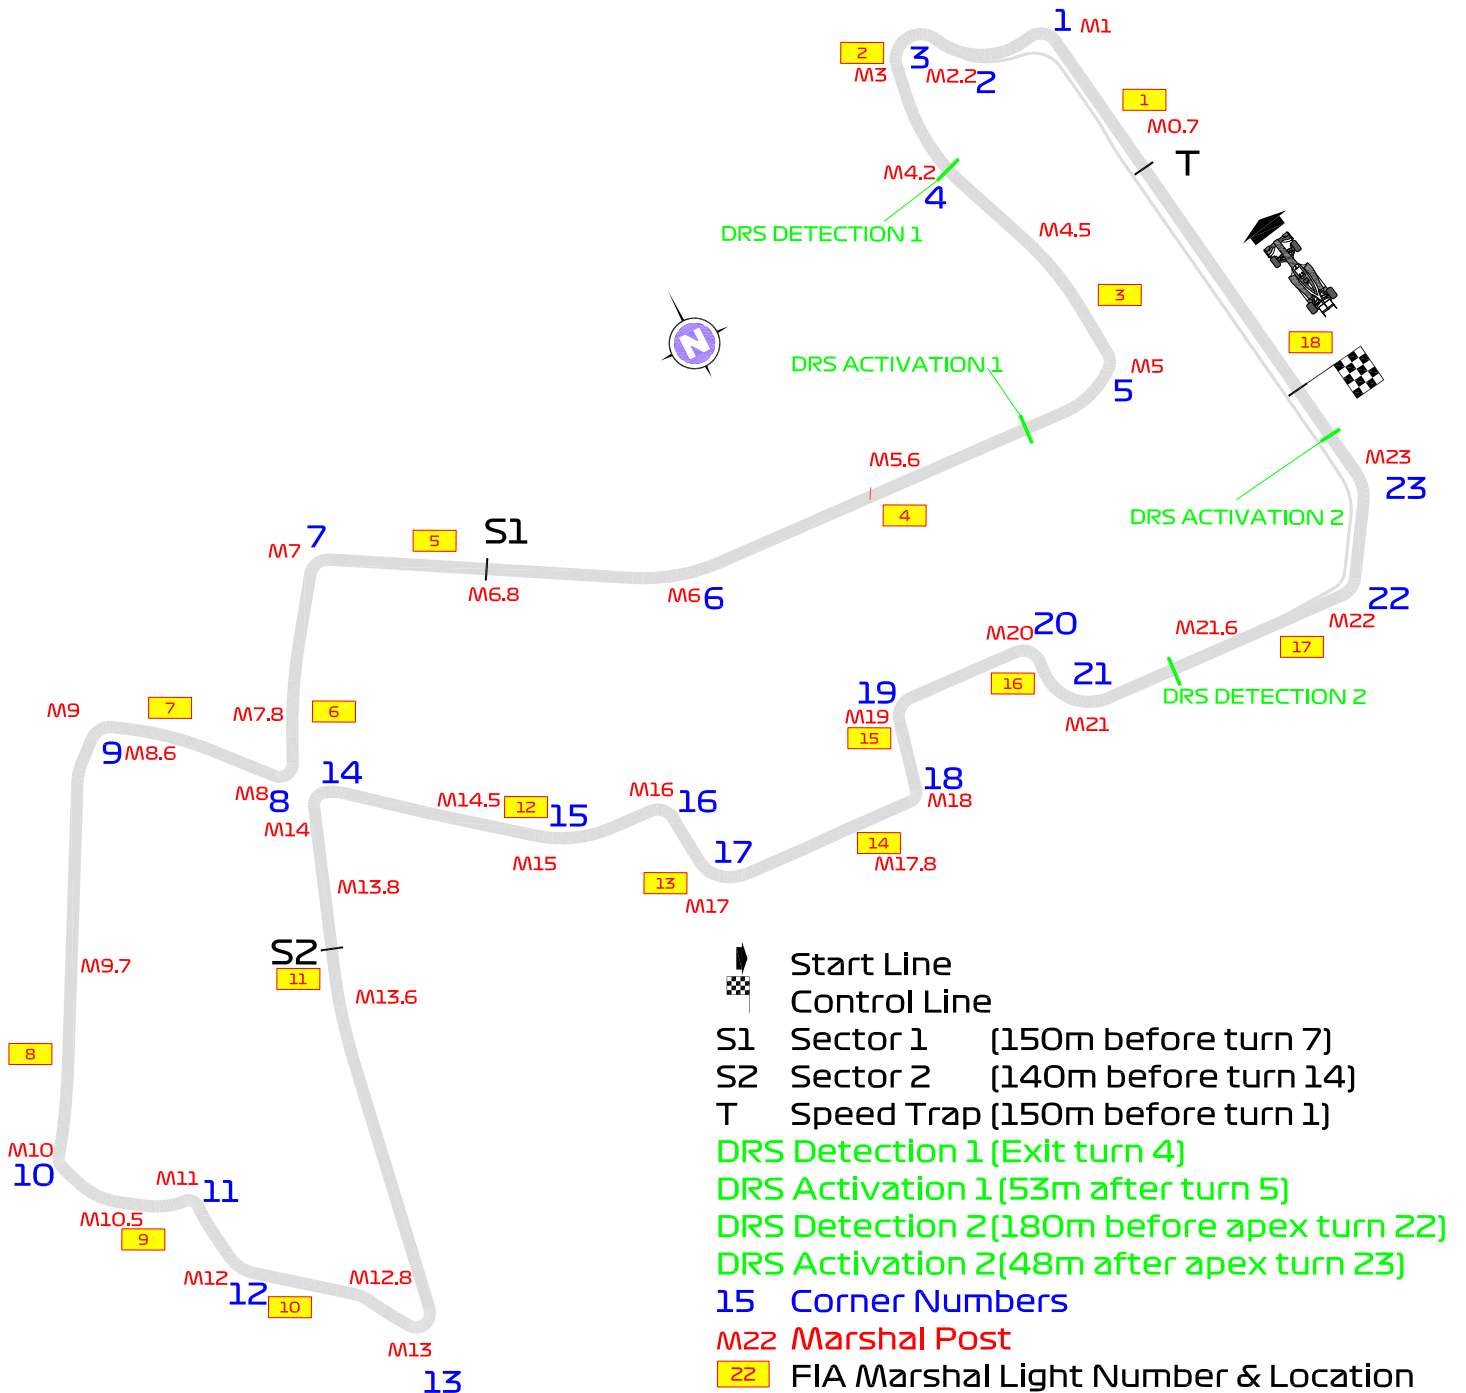 1
M1
2
3
M2.2
2
M3
1
M0.7
T
M4.2
4
DRS DETECTION 1
M4.5
3
N
18
DRS ACTIVATION 1
M5
5
M5.6
M23
23
4
DRS ACTIVATION 2
7
5
S1
M7
M6.8
M6
6
22
M22
M21.6
17
20
M20
16
21
M21
DRS DETECTION 2
19
M19
15
M9
7
M7.8
6
9
M8.6
14
M8
8
M14
M14.5
12
15
M15
M16
16
18
M18
14
M17.8
17
13
M17
M13.8
S2
11
M9.7
M13.6
8
M10
10
M11
11
M10.5
9
M12
12
M12.8
10
M13
13
Start Line
Control Line
S1 Sector 1 (150m before turn 7)
S2 Sector 2 (140m before turn 14)
T Speed Trap (150m before turn 1)
DRS Detection 1 (Exit turn 4)
DRS Activation 1 (53m after turn 5)
DRS Detection 2 (180m before apex turn 22)
DRS Activation 2 (48m after apex turn 23)
15 Corner Numbers
M22 Marshal Post
22 FIA Marshal Light Number & Location